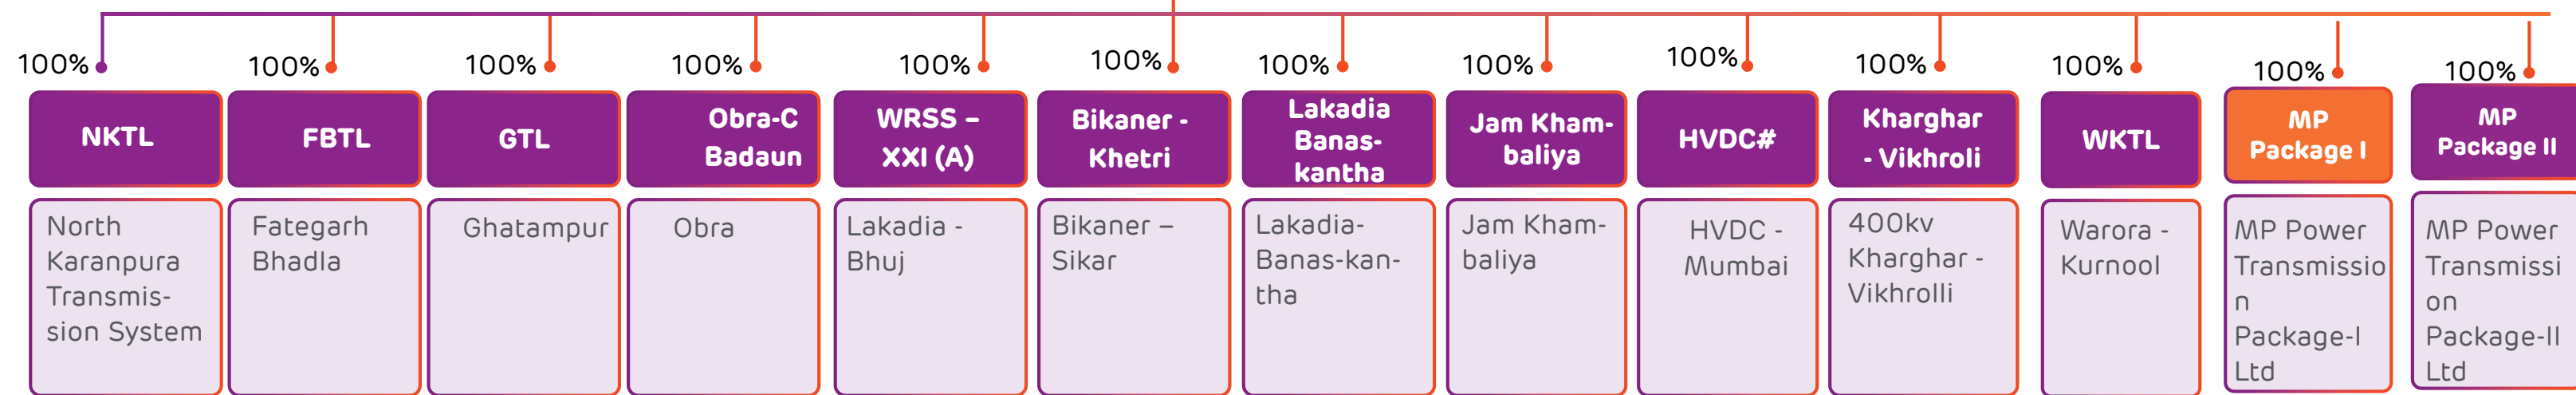 100% 100% 100% 100% 100% 100% 100% 100% 100% 100% 100% 100% 100%
NKTL
FBTL
GTL
Obra-C
Badaun
WRSS –
XXI (A)
Bikaner -
Khetri
Lakadia
Banas-
kantha
Jam Kham-
baliya
HVDC#
Kharghar
- Vikhroli
WKTL
MP
Package I
MP
Package II
North
Karanpura
Transmis-
sion System
Fategarh
Bhadla
Ghatampur
Obra
Lakadia -
Bhuj
Bikaner –
Sikar
Lakadia-
Banas-kan-
tha
Jam Kham-
baliya
HVDC -
Mumbai
400kv
Kharghar -
Vikhrolli
Warora -
Kurnool
MP Power
Transmissio
n
Package-I
Ltd
MP Power
Transmissi
on
Package-II
Ltd